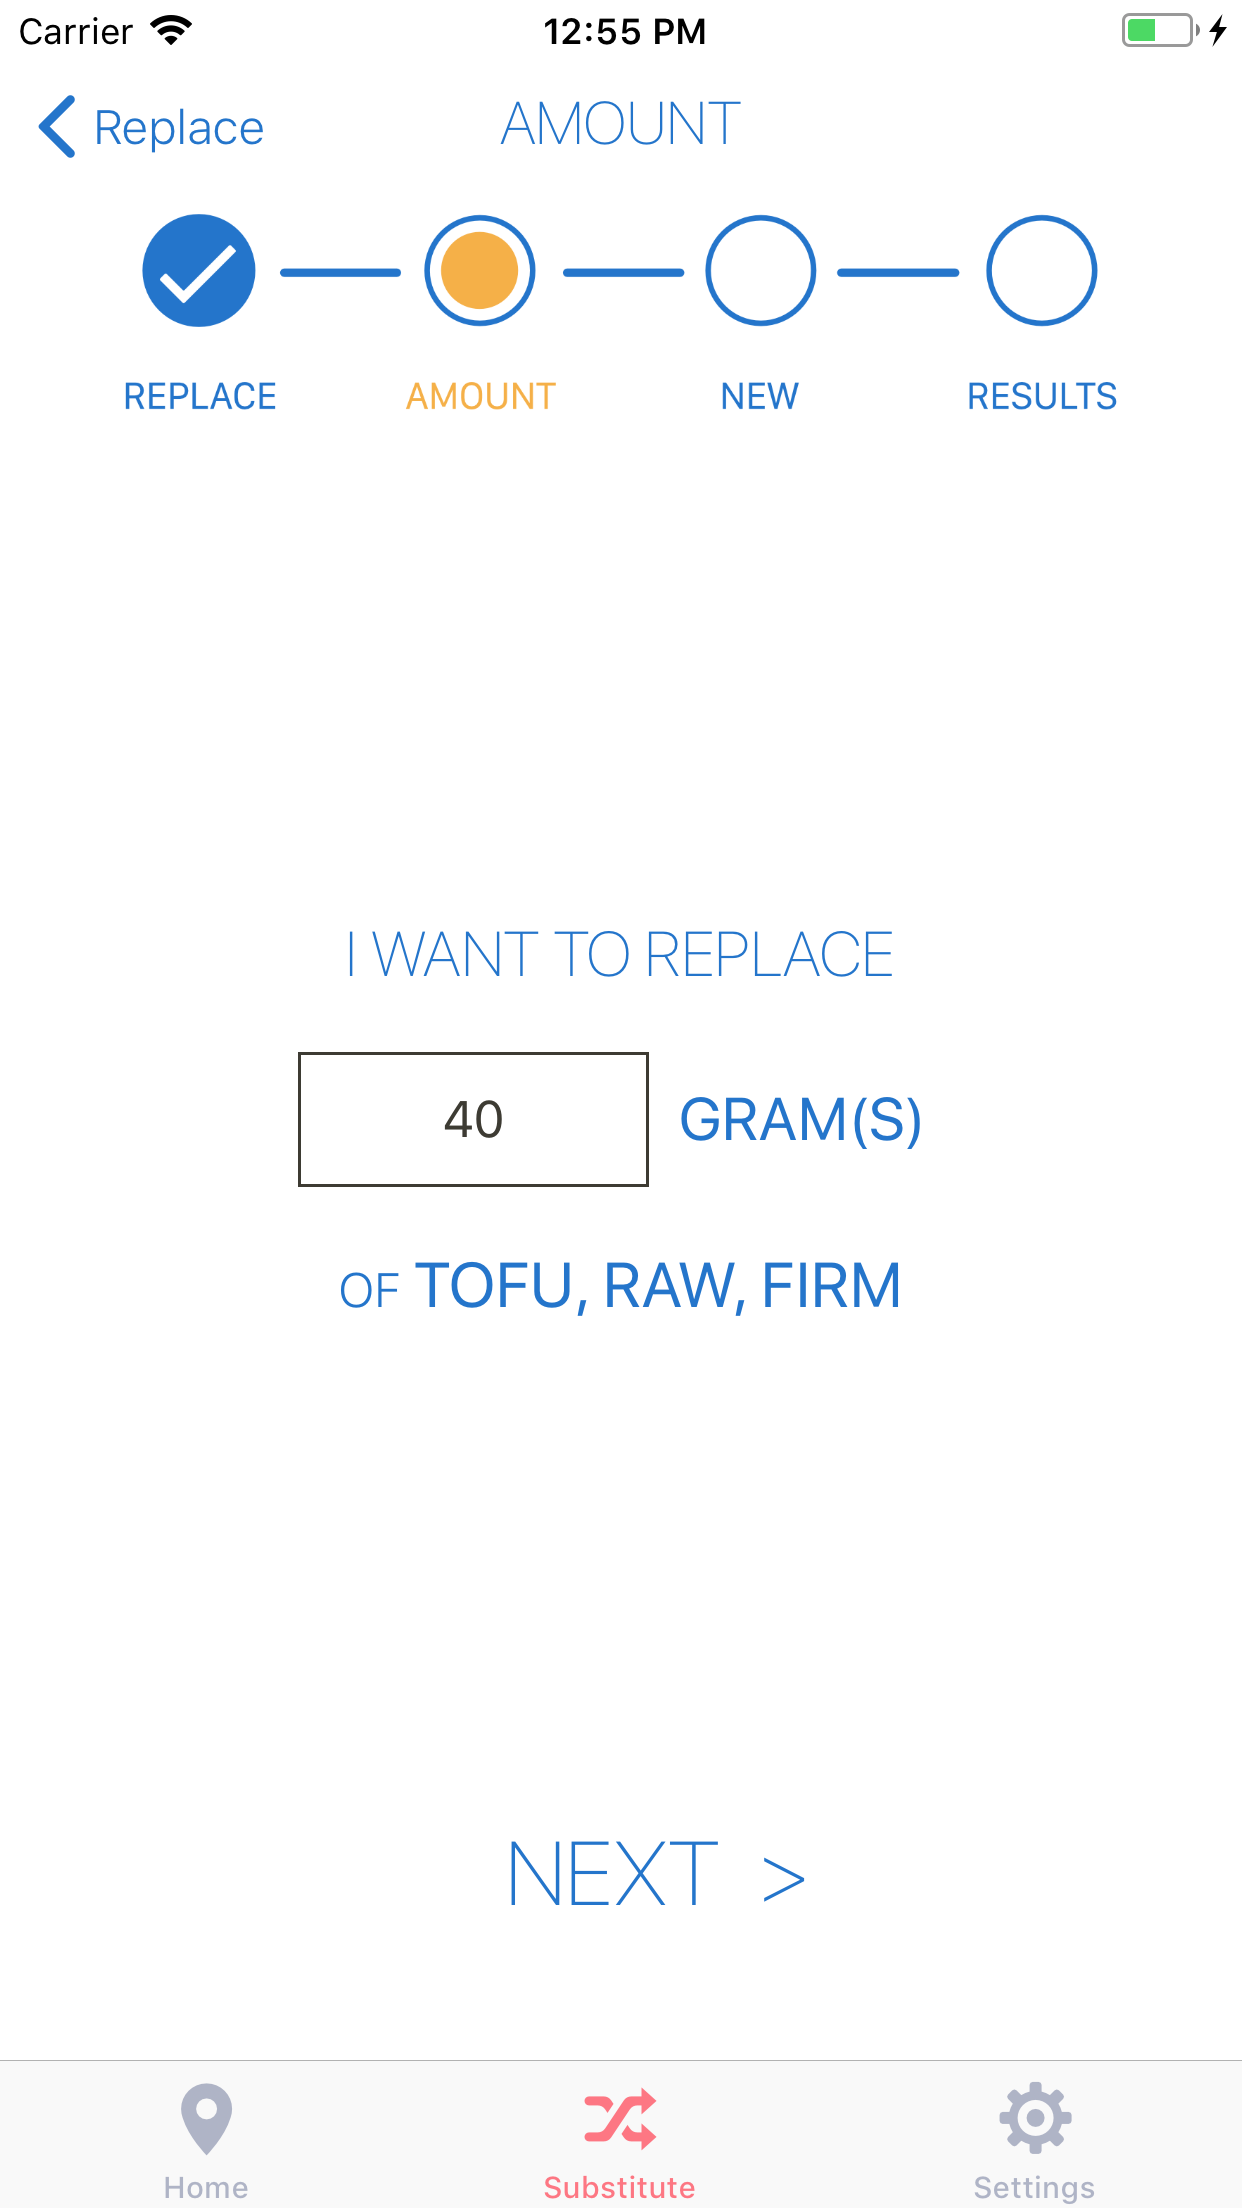 Carrier 12:55 PM
Replace AMOUNT
REPLACE AMOUNT NEW RESULTS
I WANT TO REPLACE
40 GRAM(S)
OF TOFU, RAW, FIRM
NEXT >
Home Substitute Settings